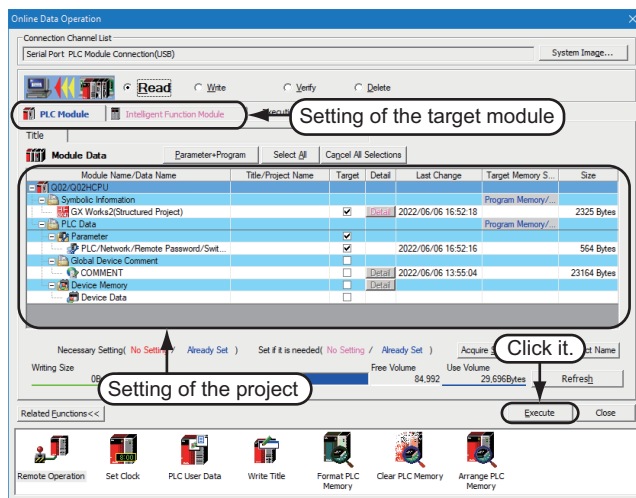 Online Data Operation
Connection Channel List
Serial Port PLC Module Connection(USB)
System Image...
Read Write Verify Delete
PLC Module Intelligent Function Module
Setting of the target module
Title
Module Data Parameter+Program Select All Cancel All Selections
Module Name/Data Name Title/Project Name Target Detail Last Change Target Memory S... Size
Q02/Q02HCPU
Symbolic Information Program Memory/...
GX Works2(Structured Project) Detail 2022/06/06 16:52:18 2325 Bytes
PLC Data Program Memory/...
Parameter
PLC/Network/Remote Password/Swit... 2022/06/06 16:52:16 564 Bytes
Global Device Comment
COMMENT Detail 2022/06/06 13:55:04 23164 Bytes
Device Memory Detail
Device Data
Necessary Setting( No Setting / Already Set ) Set if it is needed( No Setting / Already Set ) Acquire ct Name
Click it.
Writing Size Free Volume Use Volume
0B 84,992 29,696Bytes Refresh
Setting of the project
Related Functions<< Execute Close
Remote Operation Set Clock PLC User Data Write Title Format PLC Memory Clear PLC Memory Arrange PLC Memory